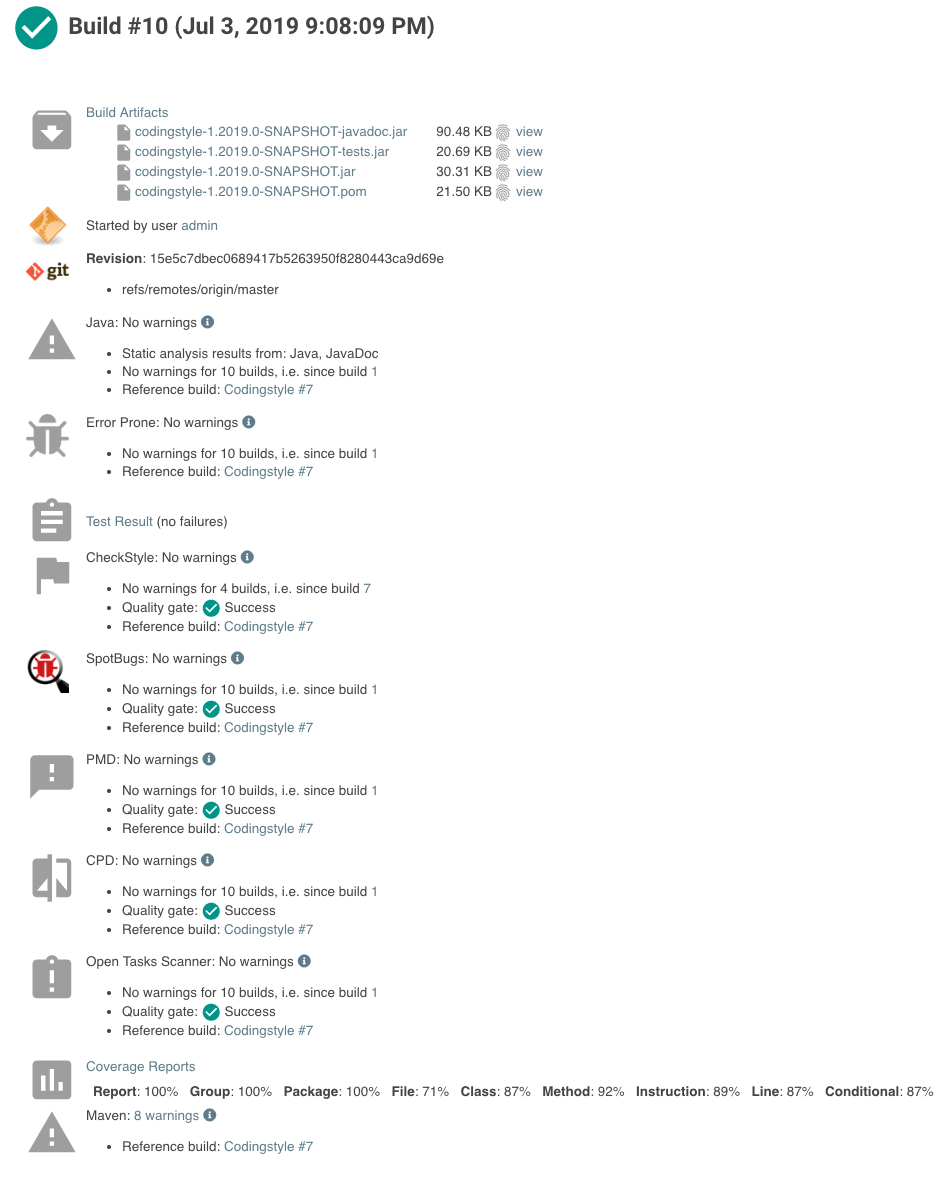 Build #10 (Jul 3, 2019 9:08:09 PM)
Build Artifacts
codingstyle-1.2019.0-SNAPSHOT-javadoc.jar 90.48 KB view
codingstyle-1.2019.0-SNAPSHOT-tests.jar 20.69 KB view
codingstyle-1.2019.0-SNAPSHOT.jar 30.31 KB view
codingstyle-1.2019.0-SNAPSHOT.pom 21.50 KB view
Started by user admin
git
Revision: 15e5c7dbec0689417b5263950f8280443ca9d69e
refs/remotes/origin/master
Java: No warnings
Static analysis results from: Java, JavaDoc
No warnings for 10 builds, i.e. since build 1
Reference build: Codingstyle #7
Error Prone: No warnings
No warnings for 10 builds, i.e. since build 1
Reference build: Codingstyle #7
Test Result (no failures)
CheckStyle: No warnings
No warnings for 4 builds, i.e. since build 7
Quality gate: Success
Reference build: Codingstyle #7
SpotBugs: No warnings
No warnings for 10 builds, i.e. since build 1
Quality gate: Success
Reference build: Codingstyle #7
PMD: No warnings
No warnings for 10 builds, i.e. since build 1
Quality gate: Success
Reference build: Codingstyle #7
CPD: No warnings
No warnings for 10 builds, i.e. since build 1
Quality gate: Success
Reference build: Codingstyle #7
Open Tasks Scanner: No warnings
No warnings for 10 builds, i.e. since build 1
Quality gate: Success
Reference build: Codingstyle #7
Coverage Reports
Report: 100% Group: 100% Package: 100% File: 71% Class: 87% Method: 92% Instruction: 89% Line: 87% Conditional: 87%
Maven: 8 warnings
Reference build: Codingstyle #7